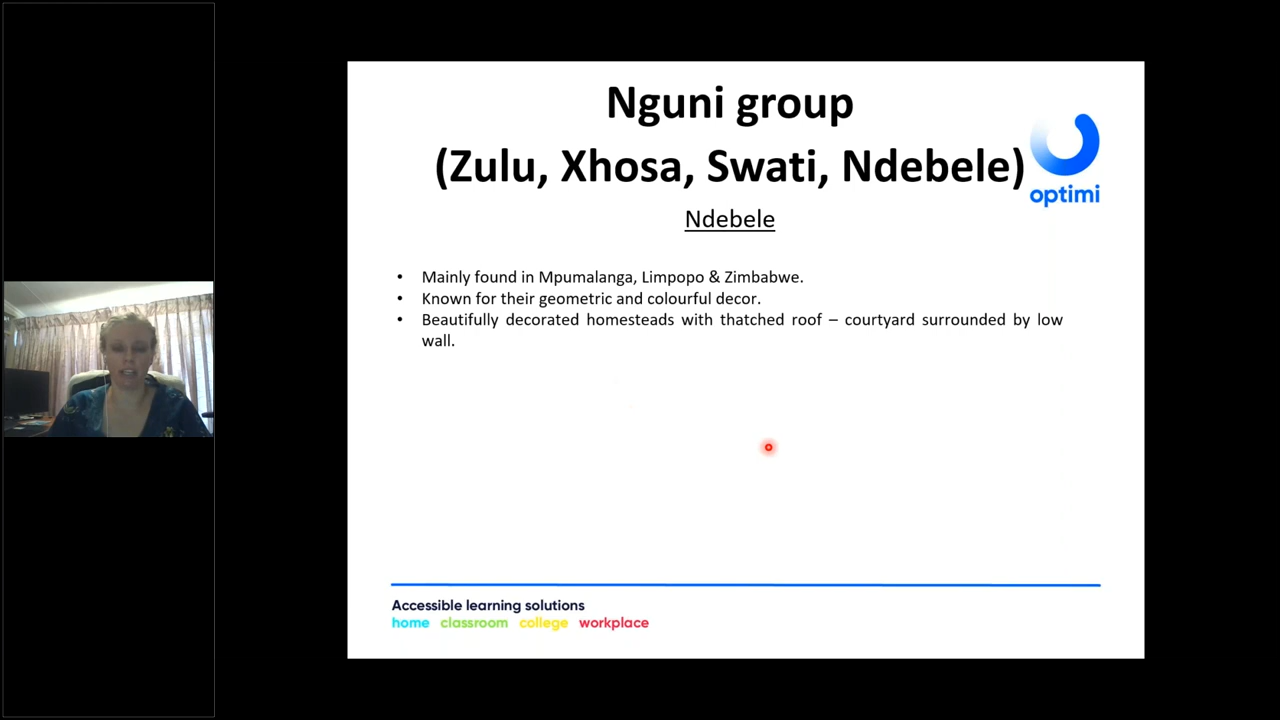 Nguni group
(Zulu, Xhosa, Swati, Ndebele)
optimi
Ndebele
• Mainly found in Mpumalanga, Limpopo & Zimbabwe.
• Known for their geometric and colourful decor.
• Beautifully decorated homesteads with thatched roof – courtyard surrounded by low
wall.
Accessible learning solutions
home classroom college workplace